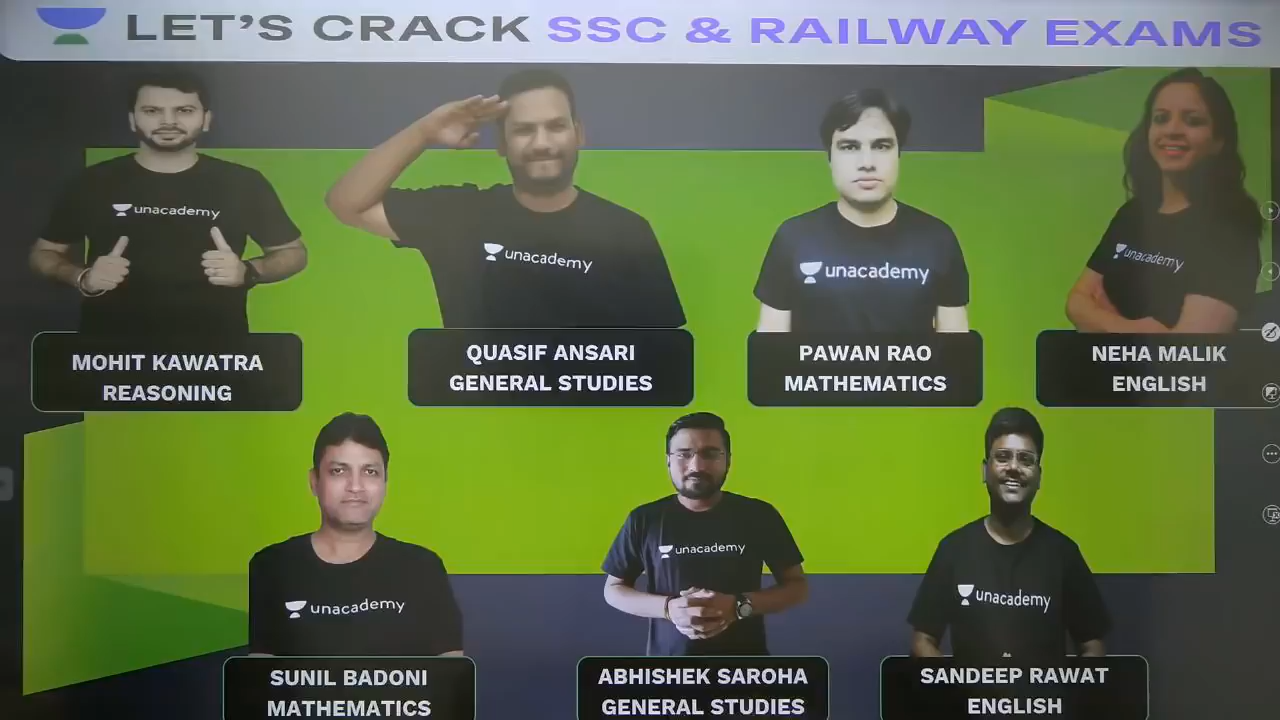 LET'S CRACK SSC & RAILWAY EXAMS
unacademy
unacademy
unacademy
unacademy
MOHIT KAWATRA
REASONING
QUASIF ANSARI
GENERAL STUDIES
PAWAN RAO
MATHEMATICS
NEHA MALIK
ENGLISH
unacademy
unacademy
unacademy
SUNIL BADONI
MATHEMATICS
ABHISHEK SAROHA
GENERAL STUDIES
SANDEEP RAWAT
ENGLISH